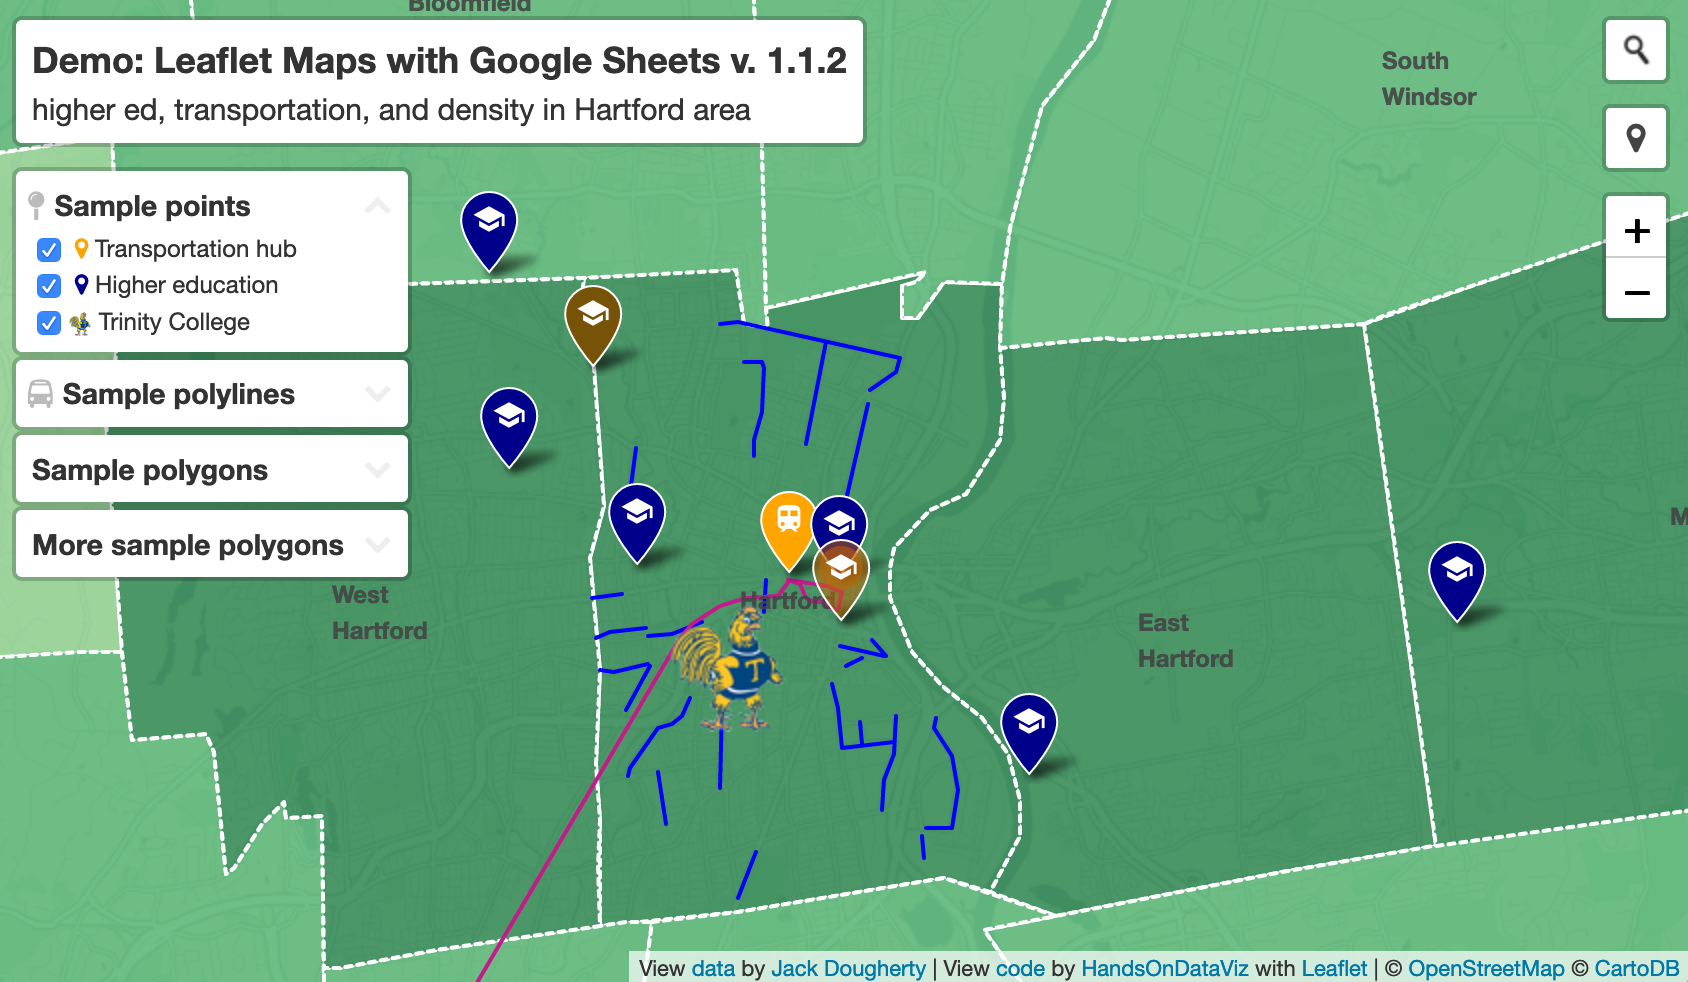 Bloomfield
Demo: Leaflet Maps with Google Sheets v. 1.1.2
higher ed, transportation, and density in Hartford area
South
Windsor
Sample points
Transportation hub
Higher education
Trinity College
Sample polylines
Sample polygons
More sample polygons
+
−
West
Hartford
Hartford
T
East
Hartford
M
View data by Jack Dougherty | View code by HandsOnDataViz with Leaflet | © OpenStreetMap © CartoDB